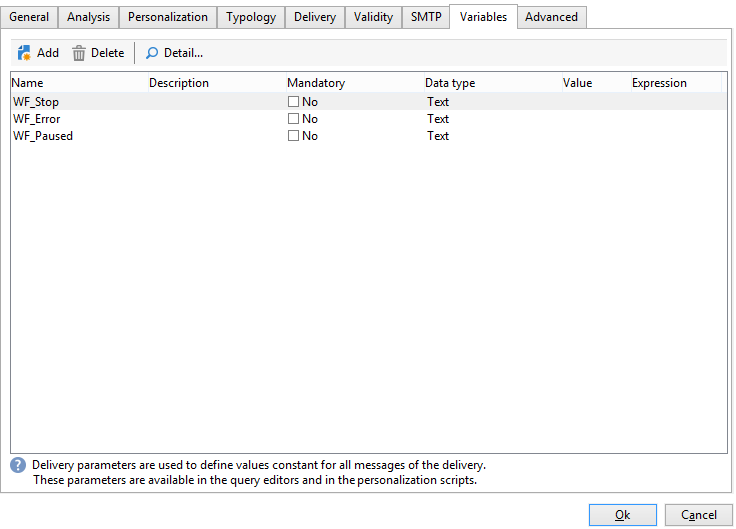 General Analysis Personalization Typology Delivery Validity SMTP Variables Advanced
Add Delete Detail...
Name Description Mandatory Data type Value Expression
WF_Stop No Text
WF_Error No Text
WF_Paused No Text
? Delivery parameters are used to define values constant for all messages of the delivery.
These parameters are available in the query editors and in the personalization scripts.
Ok Cancel